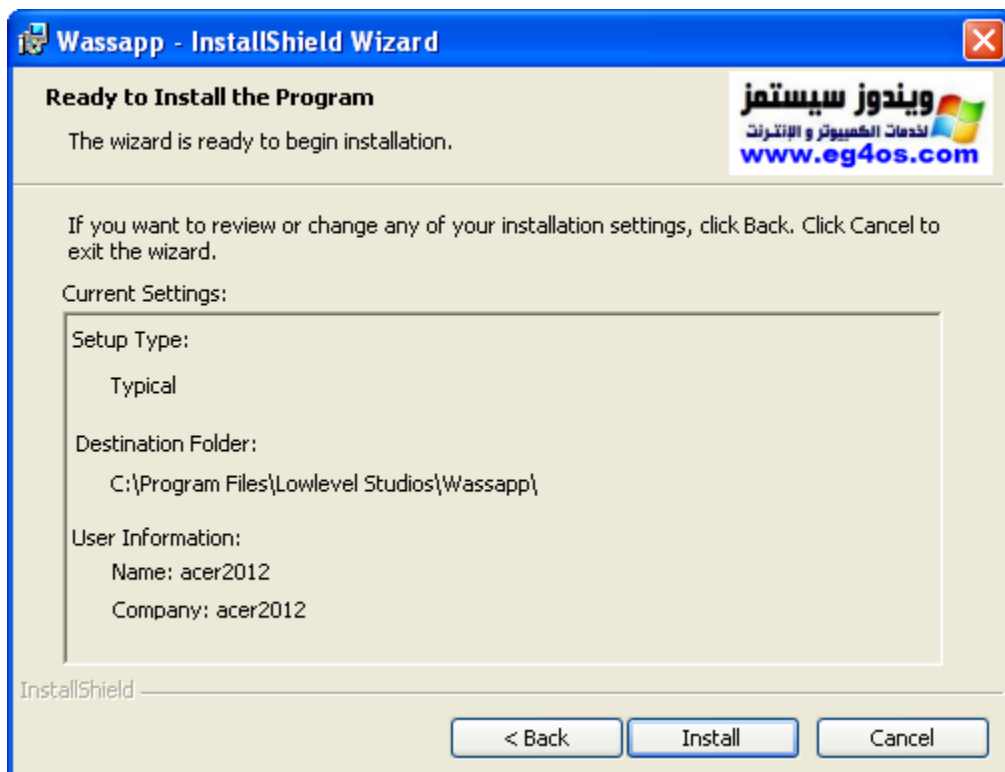 Wassapp - InstallShield Wizard
Ready to Install the Program
The wizard is ready to begin installation.
ويندوز سيستمز
لخدمات الكمبيوتر و الإنترنت
www.eg4os.com
If you want to review or change any of your installation settings, click Back. Click Cancel to
exit the wizard.
Current Settings:
Setup Type:
Typical
Destination Folder:
C:\Program Files\Lowlevel Studios\Wassapp\
User Information:
Name: acer2012
Company: acer2012
InstallShield
< Back
Install
Cancel